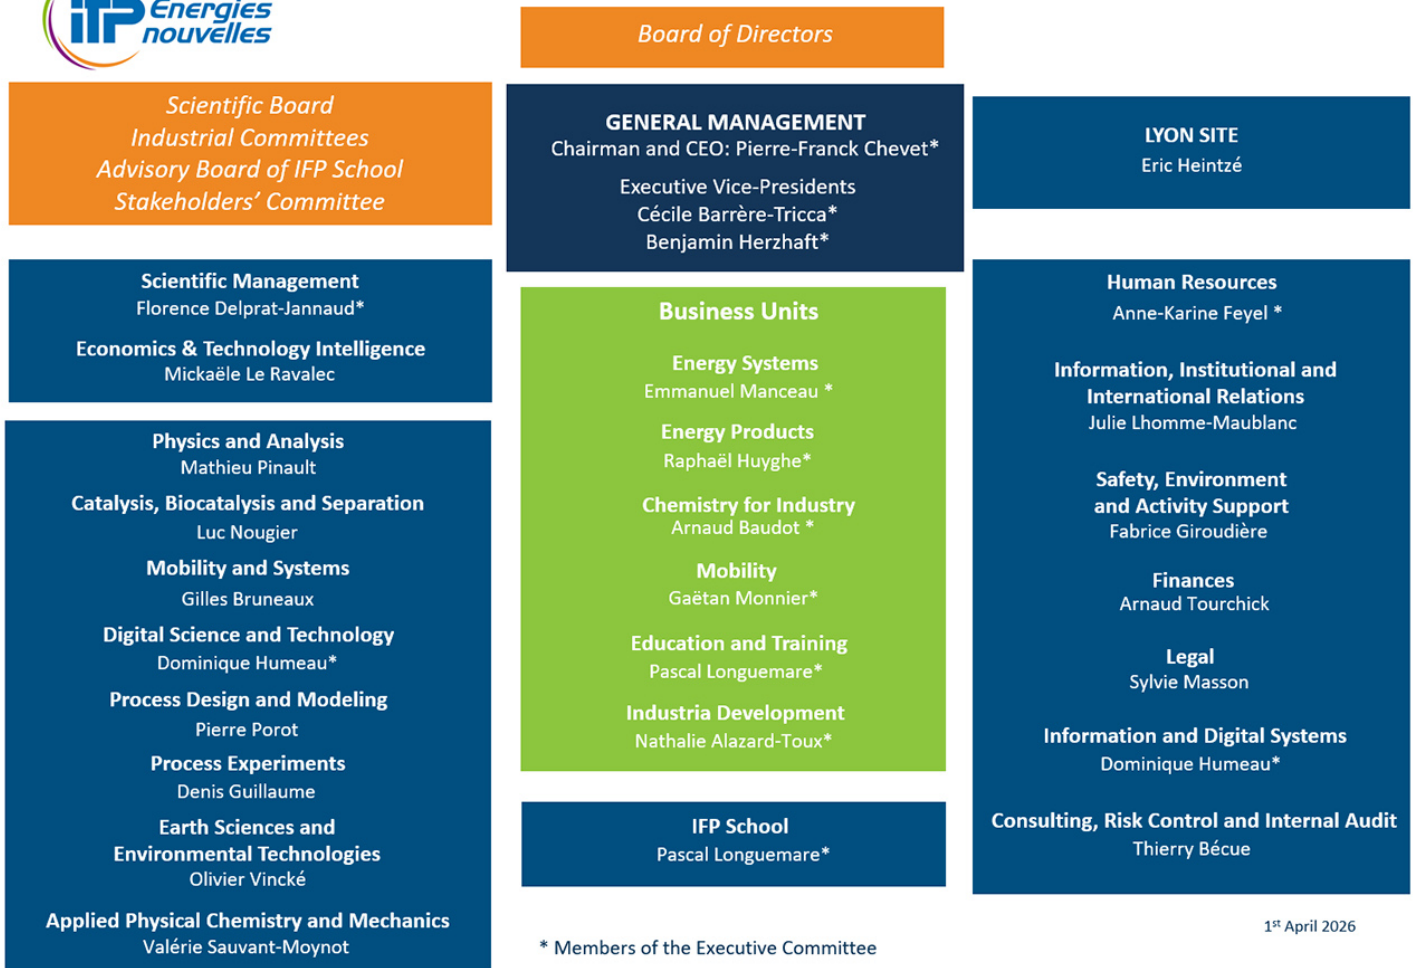 Energies
nouvelles
Board of Directors
Scientific Board
Industrial Committees
Advisory Board of IFP School
Stakeholders’ Committee
GENERAL MANAGEMENT
Chairman and CEO: Pierre-Franck Chevet*
Executive Vice-Presidents
Cécile Barrère-Tricca*
Benjamin Herzhaft*
LYON SITE
Eric Heintzé
Scientific Management
Florence Delprat-Jannaud*
Economics & Technology Intelligence
Mickaële Le Ravalec
Physics and Analysis
Mathieu Pinault
Catalysis, Biocatalysis and Separation
Luc Nougier
Mobility and Systems
Gilles Bruneaux
Digital Science and Technology
Dominique Humeau*
Process Design and Modeling
Pierre Porot
Process Experiments
Denis Guillaume
Earth Sciences and
Environmental Technologies
Olivier Vincké
Applied Physical Chemistry and Mechanics
Valérie Sauvant-Moynot
Business Units
Energy Systems
Emmanuel Manceau *
Energy Products
Raphaël Huyghe*
Chemistry for Industry
Arnaud Baudot *
Mobility
Gaëtan Monnier*
Education and Training
Pascal Longuemare*
Industria Development
Nathalie Alazard-Toux*
IFP School
Pascal Longuemare*
* Members of the Executive Committee
Human Resources
Anne-Karine Feyel *
Information, Institutional and
International Relations
Julie Lhomme-Maublanc
Safety, Environment
and Activity Support
Fabrice Giroudière
Finances
Arnaud Tourchick
Legal
Sylvie Masson
Information and Digital Systems
Dominique Humeau*
Consulting, Risk Control and Internal Audit
Thierry Bécue
1st April 2026